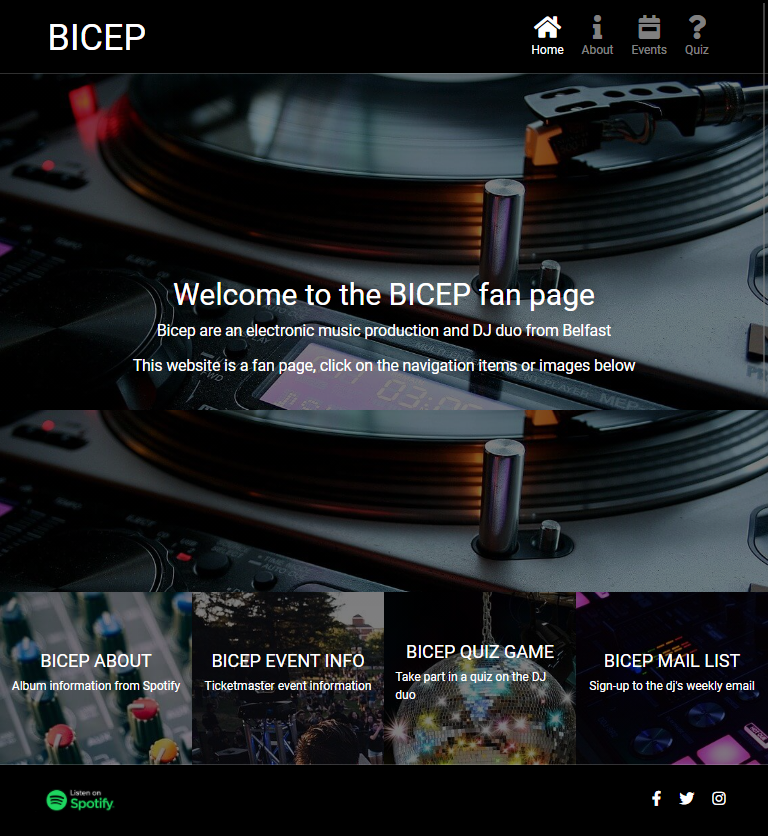 BICEP
Home About Events Quiz
Welcome to the BICEP fan page
Bicep are an electronic music production and DJ duo from Belfast
This website is a fan page, click on the navigation items or images below
BICEP ABOUT
Album information from Spotify
BICEP EVENT INFO
Ticketmaster event information
BICEP QUIZ GAME
Take part in a quiz on the DJ
duo
BICEP MAIL LIST
Sign-up to the dj's weekly email
Listen on
Spotify